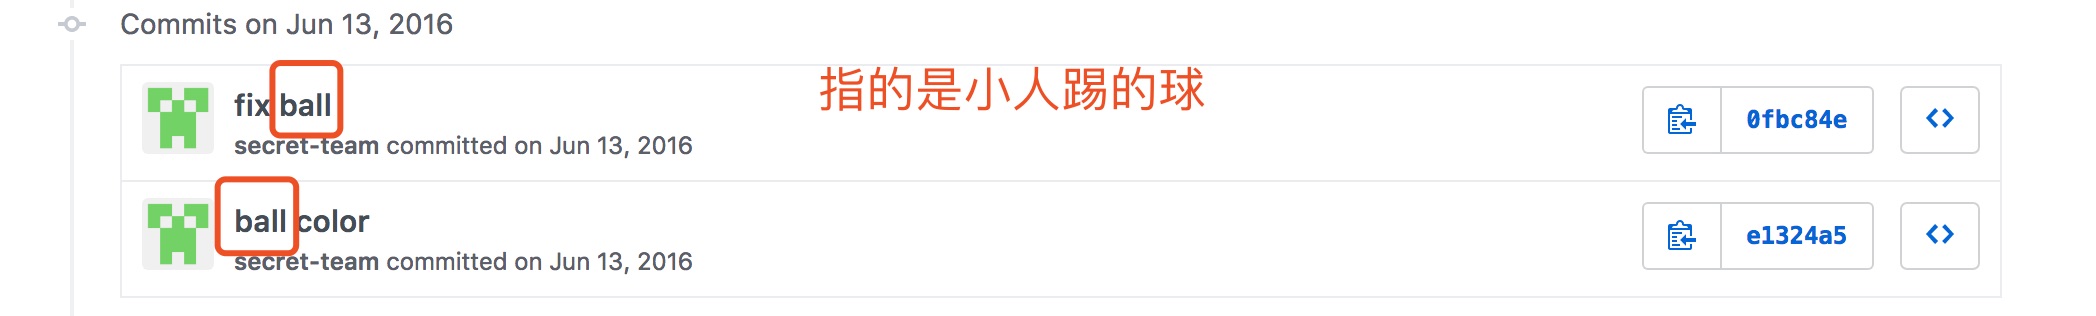 Commits on Jun 13, 2016
fix ball
指的是小人踢的球
secret-team committed on Jun 13, 2016
0fbc84e
ball color
secret-team committed on Jun 13, 2016
e1324a5